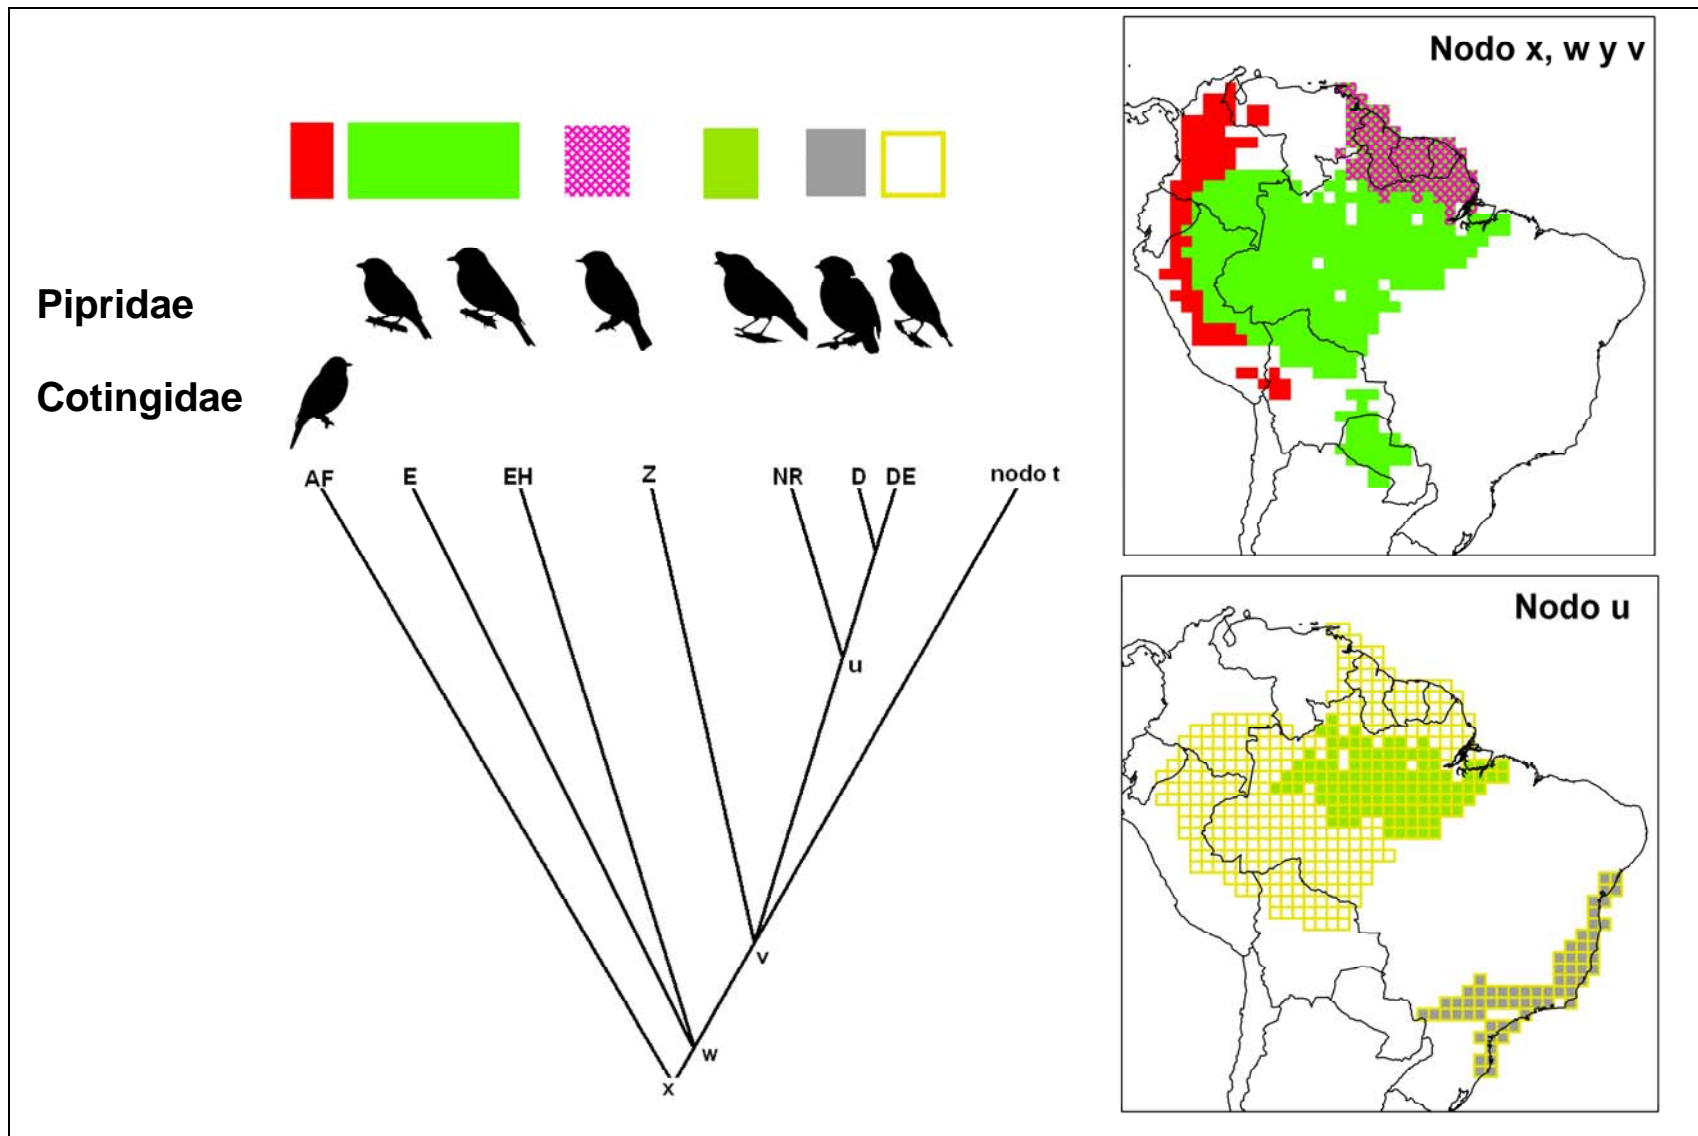 Pipridae
Cotingidae
AF E EH Z NR D DE nodo t
u
v
w
x
Nodo x, w y v
Nodo u